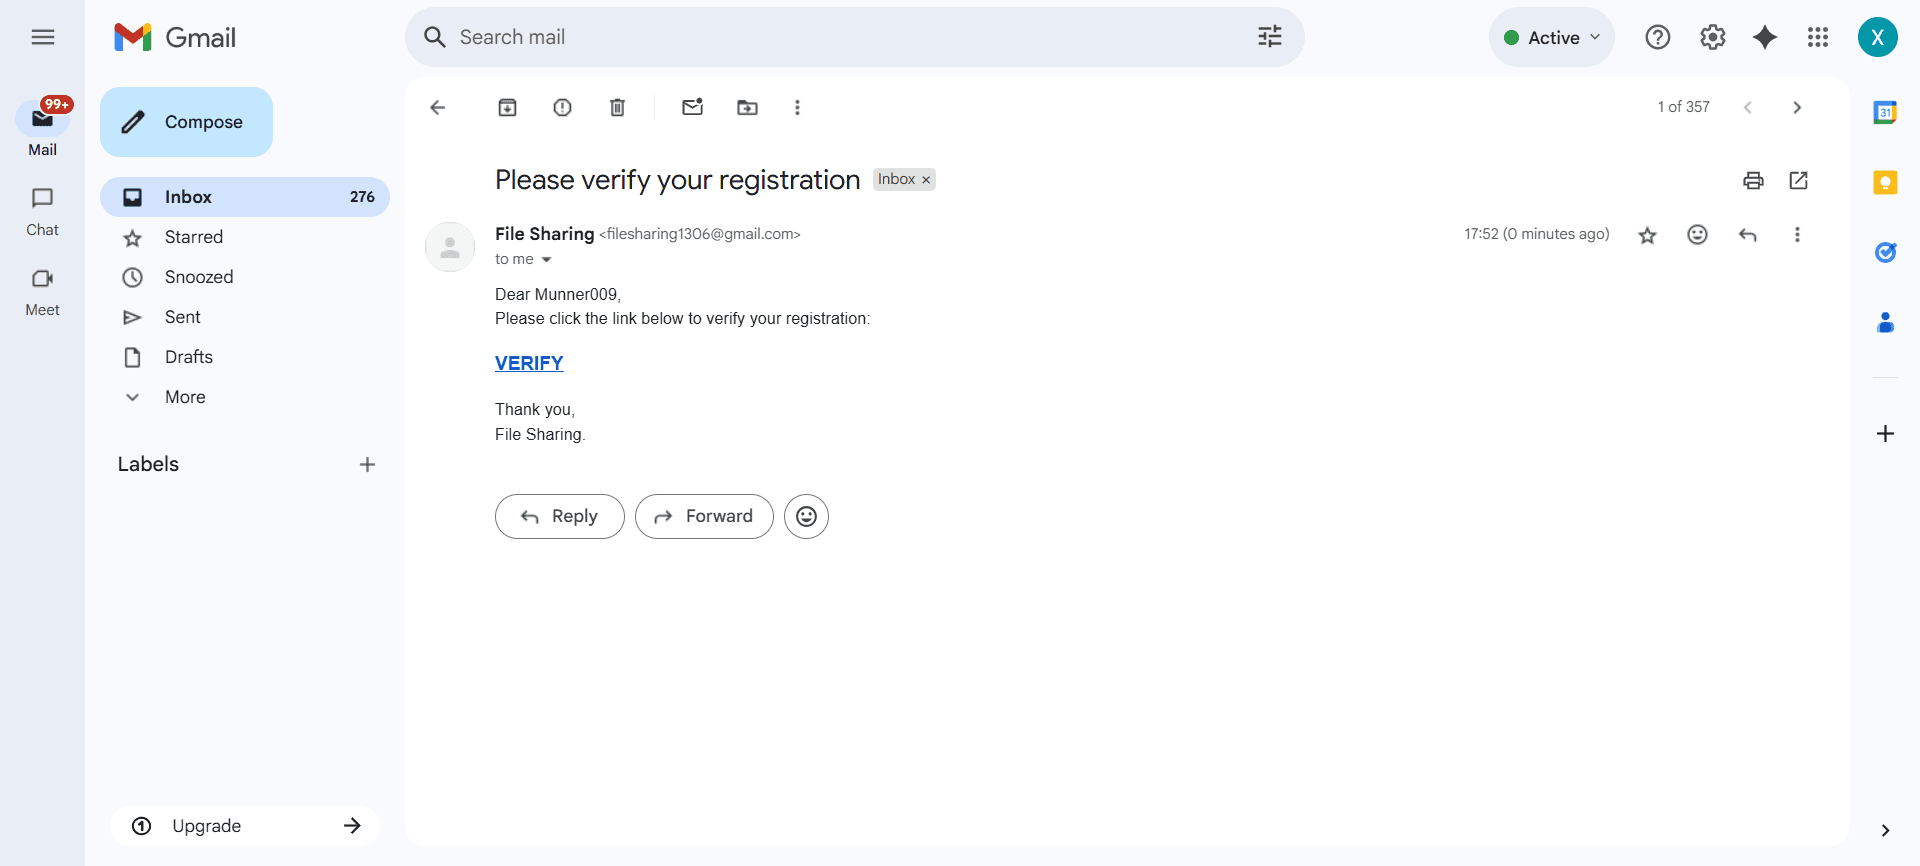 Gmail
Search mail
Active
X
99+
Mail
Chat
Meet
Compose
Inbox 276
Starred
Snoozed
Sent
Drafts
More
Labels
Upgrade
1 of 357
Please verify your registration Inbox ×
File Sharing <filesharing1306@gmail.com> 17:52 (0 minutes ago)
to me
Dear Munner009,
Please click the link below to verify your registration:
VERIFY
Thank you,
File Sharing.
Reply Forward
31